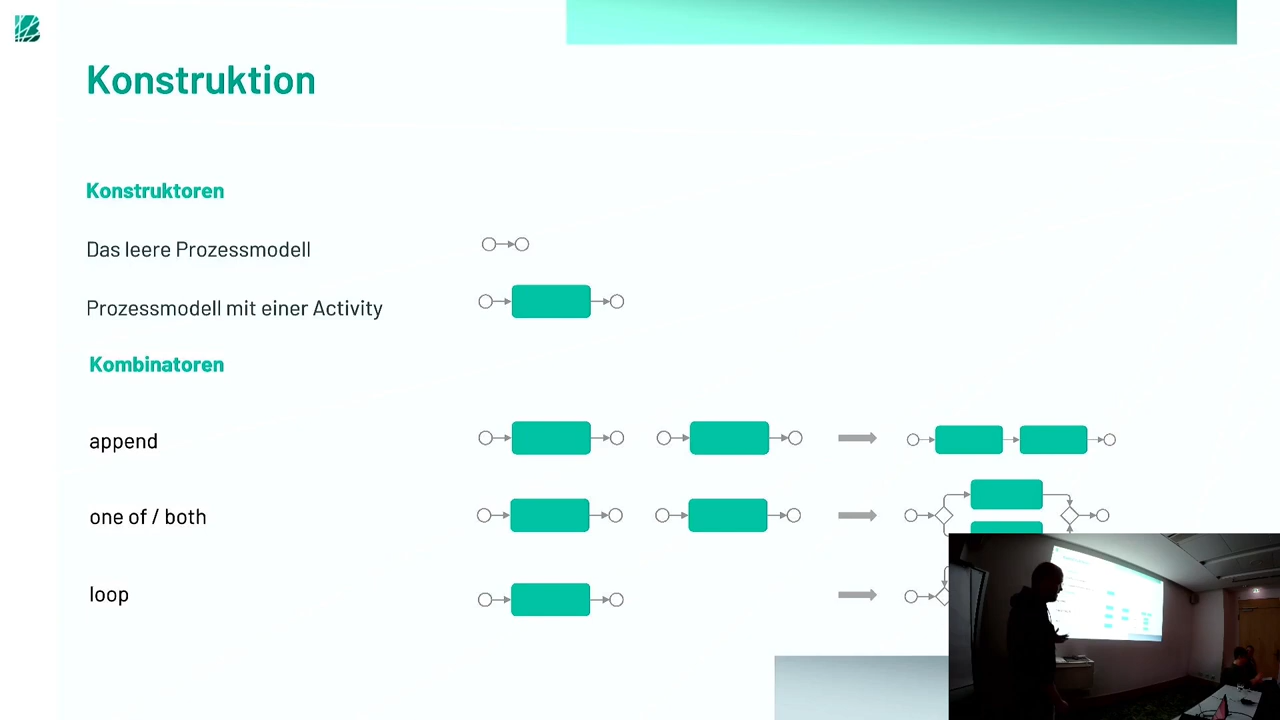 Konstruktion
Konstruktoren
Das leere Prozessmodell
Prozessmodell mit einer Activity
Kombinatoren
append
one of / both
loop